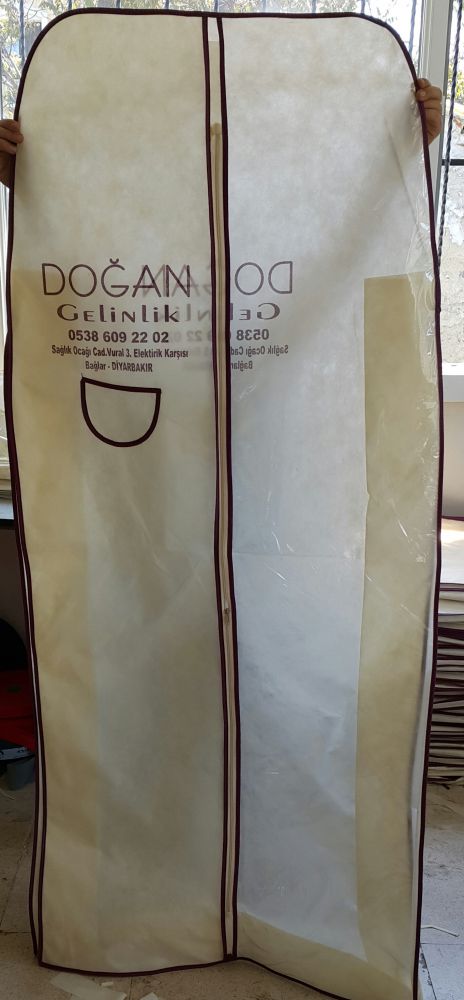 DOĞAN
Gelinlik
0538 609 22 02
Sağlık Ocağı Cad.Vural 3. Elektirik Karşısı
Bağlar - DİYARBAKIR